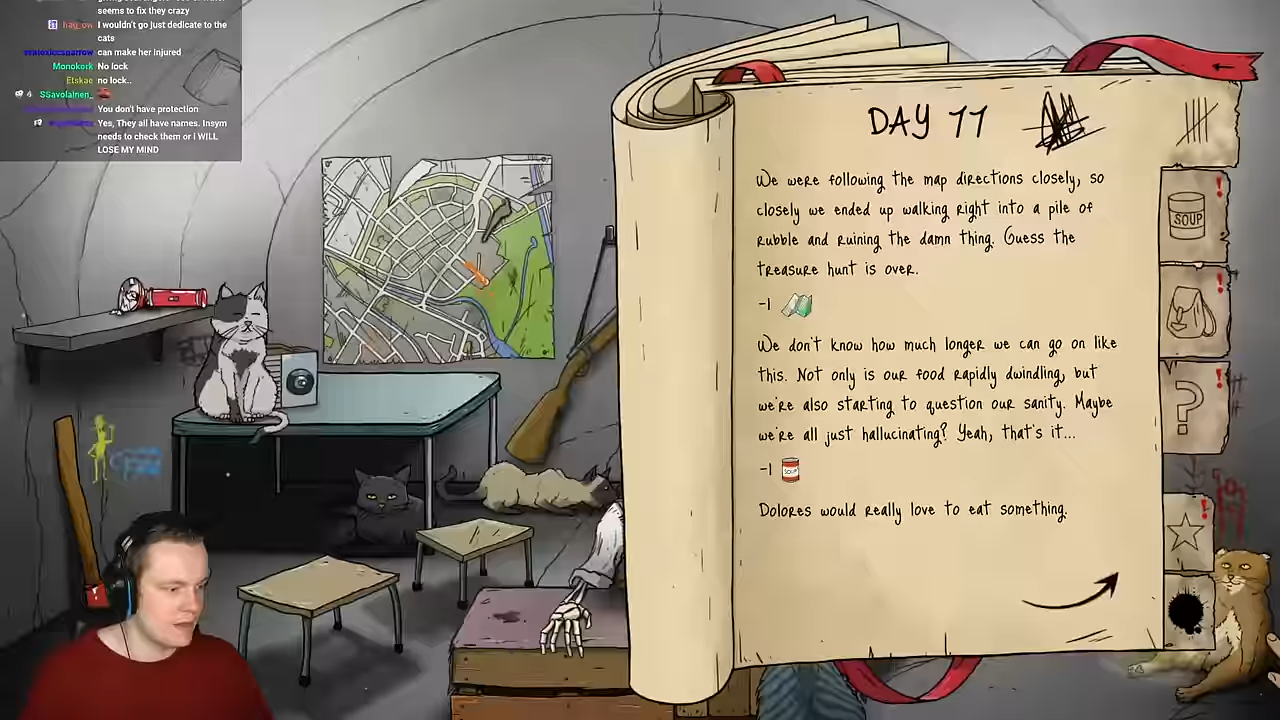 seems to fix they crazy
hag_ow I wouldn't go just dedicate to the
cats
can make her injured
Monokork No lock
Etskae no lock..
4 SSavolainen_
You don't have protection
Yes, They all have names. Insym
needs to check them or i WILL
LOSE MY MIND
DAY 11
We were following the map directions closely, so
closely we ended up walking right into a pile of
rubble and ruining the damn thing. Guess the
treasure hunt is over.
-1
We don't know how much longer we can go on like
this. Not only is our food rapidly dwindling, but
we're also starting to question our sanity. Maybe
we're all just hallucinating? Yeah, that's it...
-1 SOUP
Dolores would really love to eat something.
!
SOUP
!
!
?
!